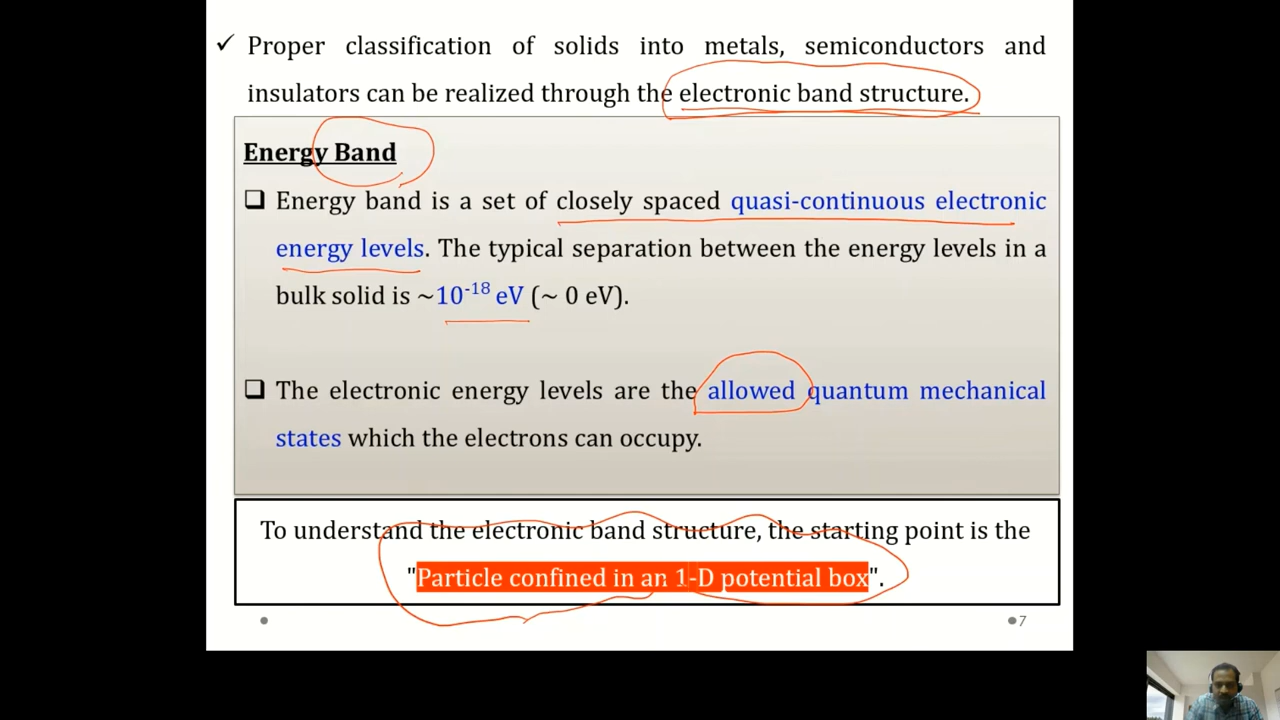 ✓ Proper classification of solids into metals, semiconductors and
insulators can be realized through the electronic band structure.
Energy Band
❑ Energy band is a set of closely spaced quasi-continuous electronic
energy levels. The typical separation between the energy levels in a
bulk solid is ~10⁻¹⁸ eV (~ 0 eV).
❑ The electronic energy levels are the allowed quantum mechanical
states which the electrons can occupy.
To understand the electronic band structure, the starting point is the
"Particle confined in an 1-D potential box".
7